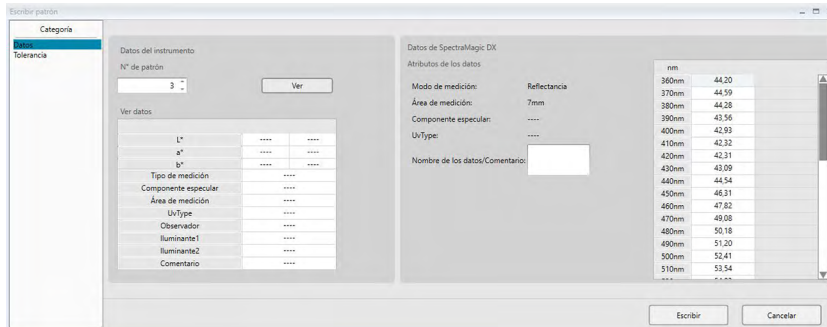 Escribir patrón
Categoría
Datos
Tolerancia
Datos del instrumento
N° de patrón
3
Ver
Ver datos
L* ---- ----
a* ---- ----
b* ---- ----
Tipo de medición ----
Componente especular ----
Área de medición ----
UvType ----
Observador ----
Iluminante1 ----
Iluminante2 ----
Comentario ----
Datos de SpectraMagic DX
Atributos de los datos
Modo de medición: Reflectancia
Área de medición: 7mm
Componente especular: ----
UvType: ----
Nombre de los datos/Comentario:
nm
360nm 44,20
370nm 44,59
380nm 44,28
390nm 43,56
400nm 42,93
410nm 42,32
420nm 42,31
430nm 43,09
440nm 44,54
450nm 46,31
460nm 47,82
470nm 49,08
480nm 50,18
490nm 51,20
500nm 52,41
510nm 53,54
Escribir
Cancelar